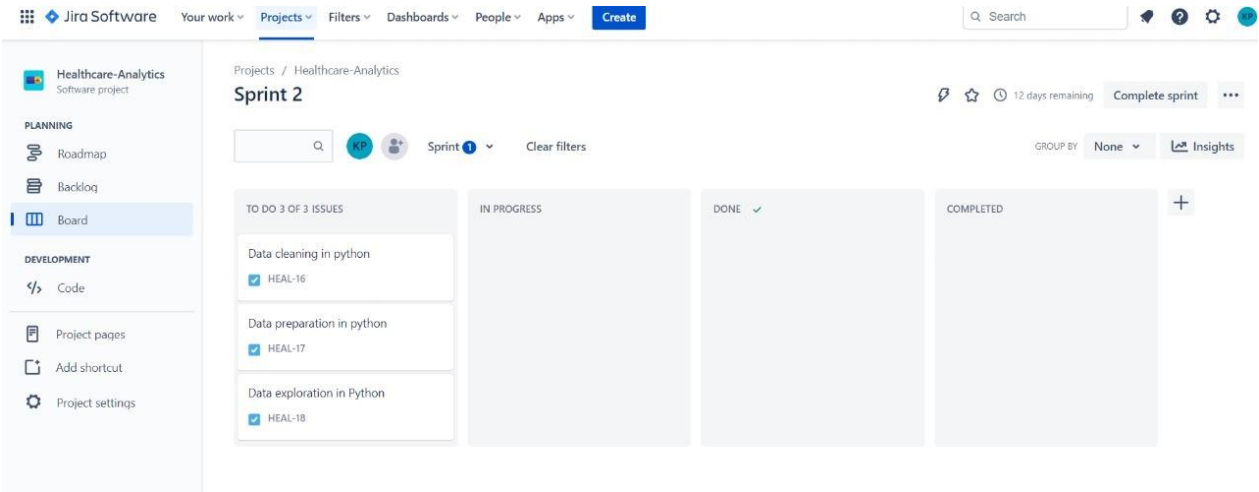 Jira Software Your work Projects Filters Dashboards People Apps Create Search KP
Healthcare-Analytics
Software project
PLANNING
Roadmap
Backlog
Board
DEVELOPMENT
Code
Project pages
Add shortcut
Project settings
Projects / Healthcare-Analytics
Sprint 2
12 days remaining Complete sprint
KP Sprint 1 Clear filters GROUP BY None Insights
TO DO 3 OF 3 ISSUES
Data cleaning in python
HEAL-16
Data preparation in python
HEAL-17
Data exploration in Python
HEAL-18
IN PROGRESS
DONE
COMPLETED